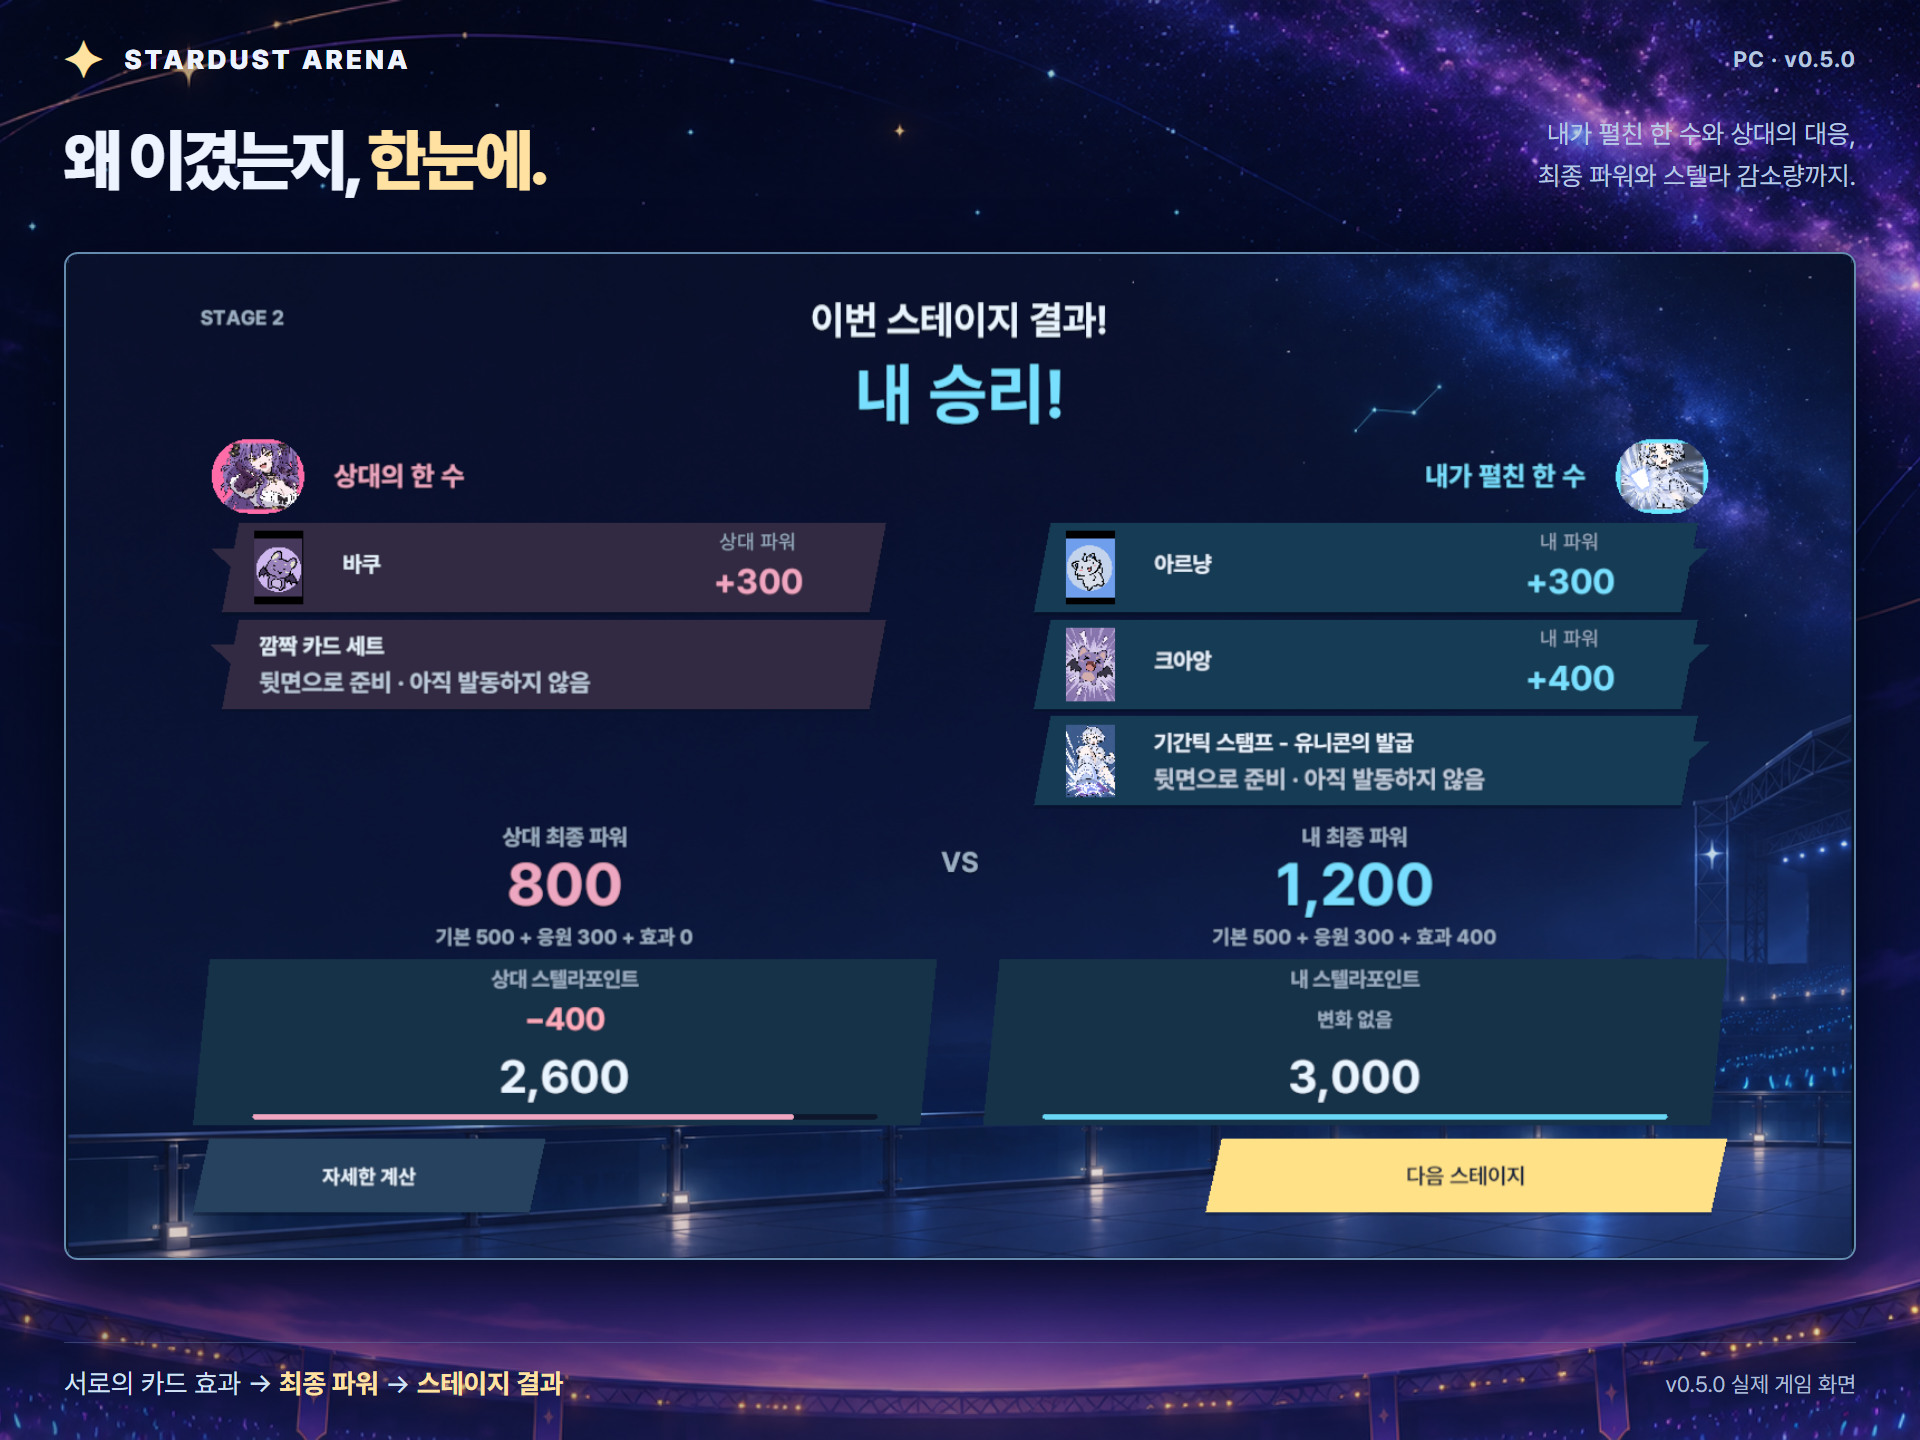 STARDUST ARENA
PC · v0.5.0
왜 이겼는지, 한눈에.
내가 펼친 한 수와 상대의 대응,
최종 파워와 스텔라 감소량까지.
STAGE 2
이번 스테이지 결과!
내 승리!
상대의 한 수
바쿠
상대 파워
+300
깜짝 카드 세트
뒷면으로 준비 · 아직 발동하지 않음
내가 펼친 한 수
아르냥
내 파워
+300
크아앙
내 파워
+400
기간틱 스탬프 - 유니콘의 발굽
뒷면으로 준비 · 아직 발동하지 않음
상대 최종 파워
800
기본 500 + 응원 300 + 효과 0
VS
내 최종 파워
1,200
기본 500 + 응원 300 + 효과 400
상대 스텔라포인트
−400
2,600
내 스텔라포인트
변화 없음
3,000
자세한 계산
다음 스테이지
서로의 카드 효과 → 최종 파워 → 스테이지 결과
v0.5.0 실제 게임 화면